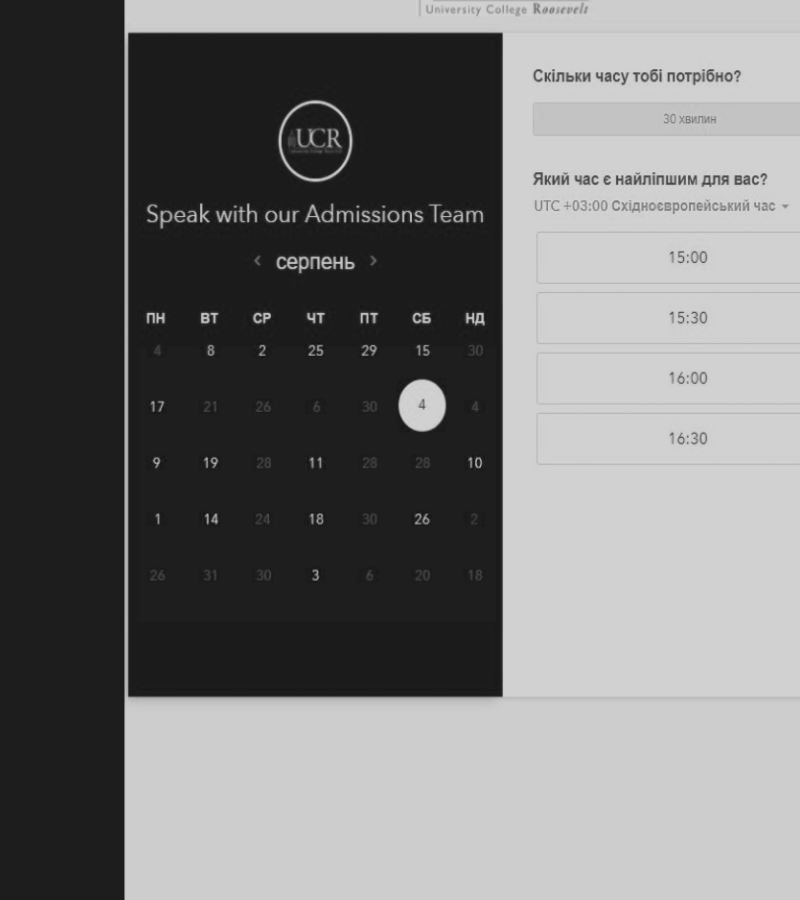 University College Roosevelt
UCR
Speak with our Admissions Team
‹ серпень ›
ПН ВТ СР ЧТ ПТ СБ НД
4 8 2 25 29 15 30
17 21 26 6 30 4 4
9 19 28 11 28 28 10
1 14 24 18 30 26 2
26 31 30 3 6 20 18
Скільки часу тобі потрібно?
30 хвилин
Який час є найліпшим для вас?
UTC +03:00 Східноєвропейський час
15:00
15:30
16:00
16:30